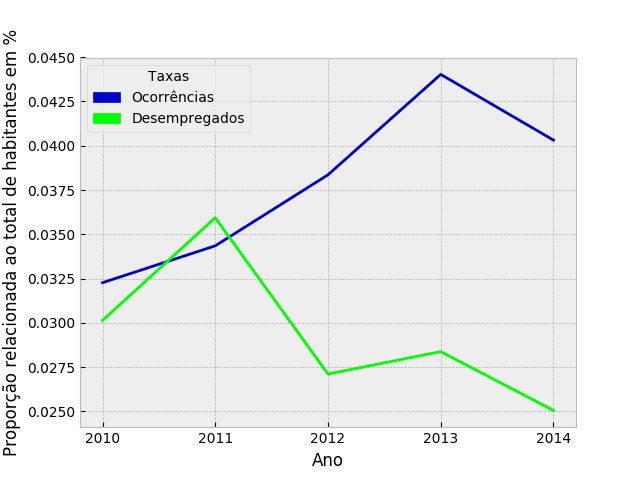 Proporção relacionada ao total de habitantes em %
0.0450
0.0425
0.0400
0.0375
0.0350
0.0325
0.0300
0.0275
0.0250
Taxas
Ocorrências
Desempregados
2010 2011 2012 2013 2014
Ano